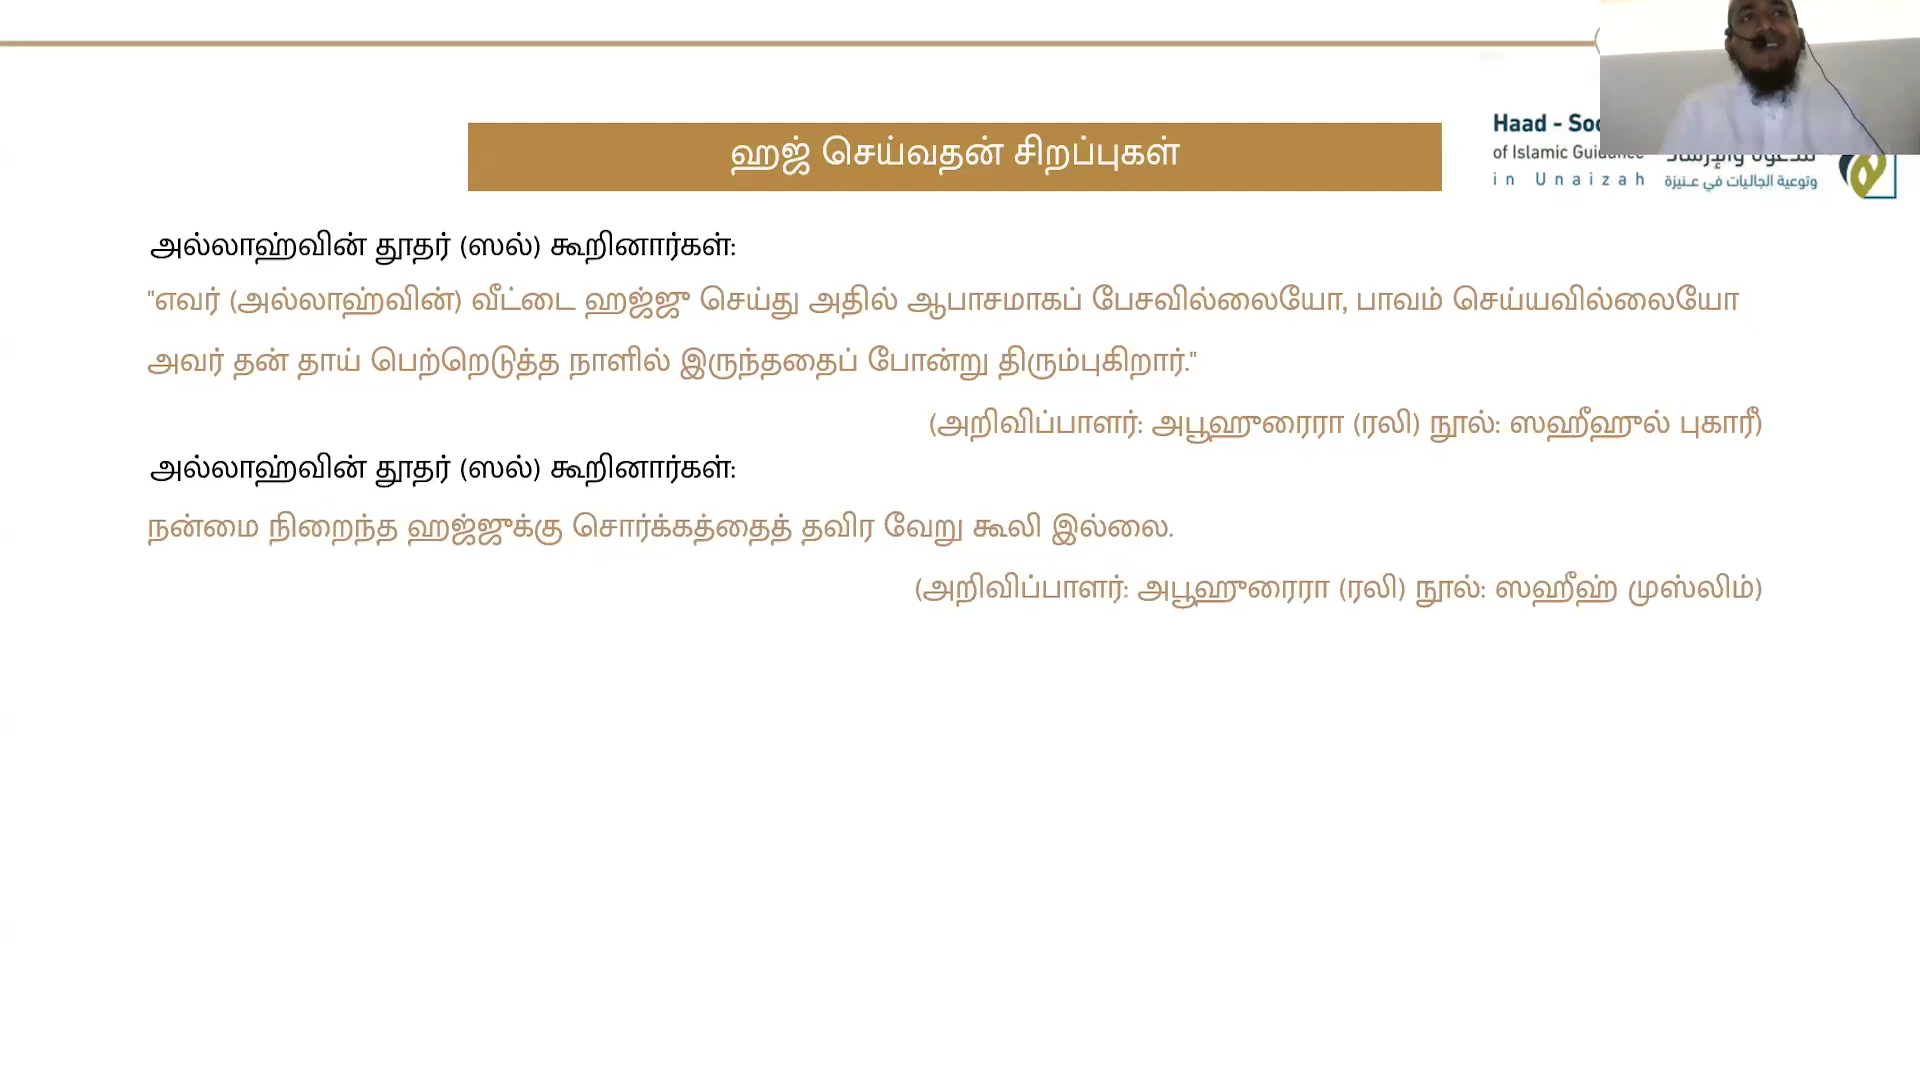 ஹஜ் செய்வதன் சிறப்புகள்
Haad -
of Islamic Guidance
in Unaizah
وتوعية الجاليات في عنيزة
அல்லாஹ்வின் தூதர் (ஸல்) கூறினார்கள்:
"எவர் (அல்லாஹ்வின்) வீட்டை ஹஜ்ஜு செய்து அதில் ஆபாசமாகப் பேசவில்லையோ, பாவம் செய்யவில்லையோ
அவர் தன் தாய் பெற்றெடுத்த நாளில் இருந்ததைப் போன்று திரும்புகிறார்."
(அறிவிப்பாளர்: அபூஹுரைரா (ரலி) நூல்: ஸஹீஹுல் புகாரீ)
அல்லாஹ்வின் தூதர் (ஸல்) கூறினார்கள்:
நன்மை நிறைந்த ஹஜ்ஜுக்கு சொர்க்கத்தைத் தவிர வேறு கூலி இல்லை.
(அறிவிப்பாளர்: அபூஹுரைரா (ரலி) நூல்: ஸஹீஹ் முஸ்லிம்)